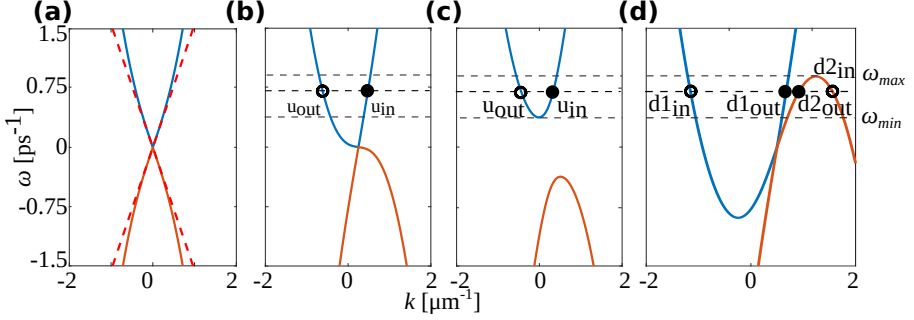 (a) (b) (c) (d)
1.5
0.75
0
-0.75
-1.5
ω [ps⁻¹]
-2 0 2
u_out u_in
-2 0 2
u_out u_in
-2 0 2
d1_in d1_out d2_out d2_in
ω_max
ω_min
-2 0 2
k [μm⁻¹]